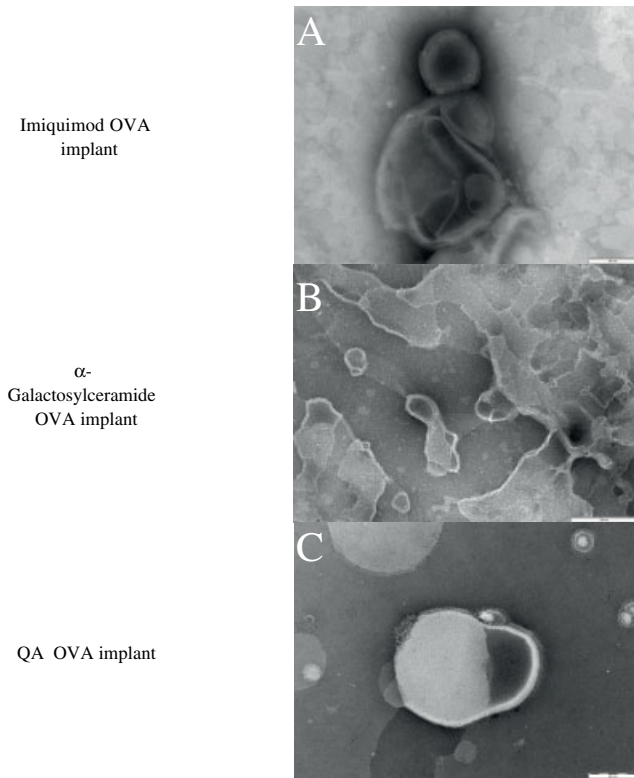 A
Imiquimod OVA
implant
B
α-
Galactosylceramide
OVA implant
C
QA OVA implant